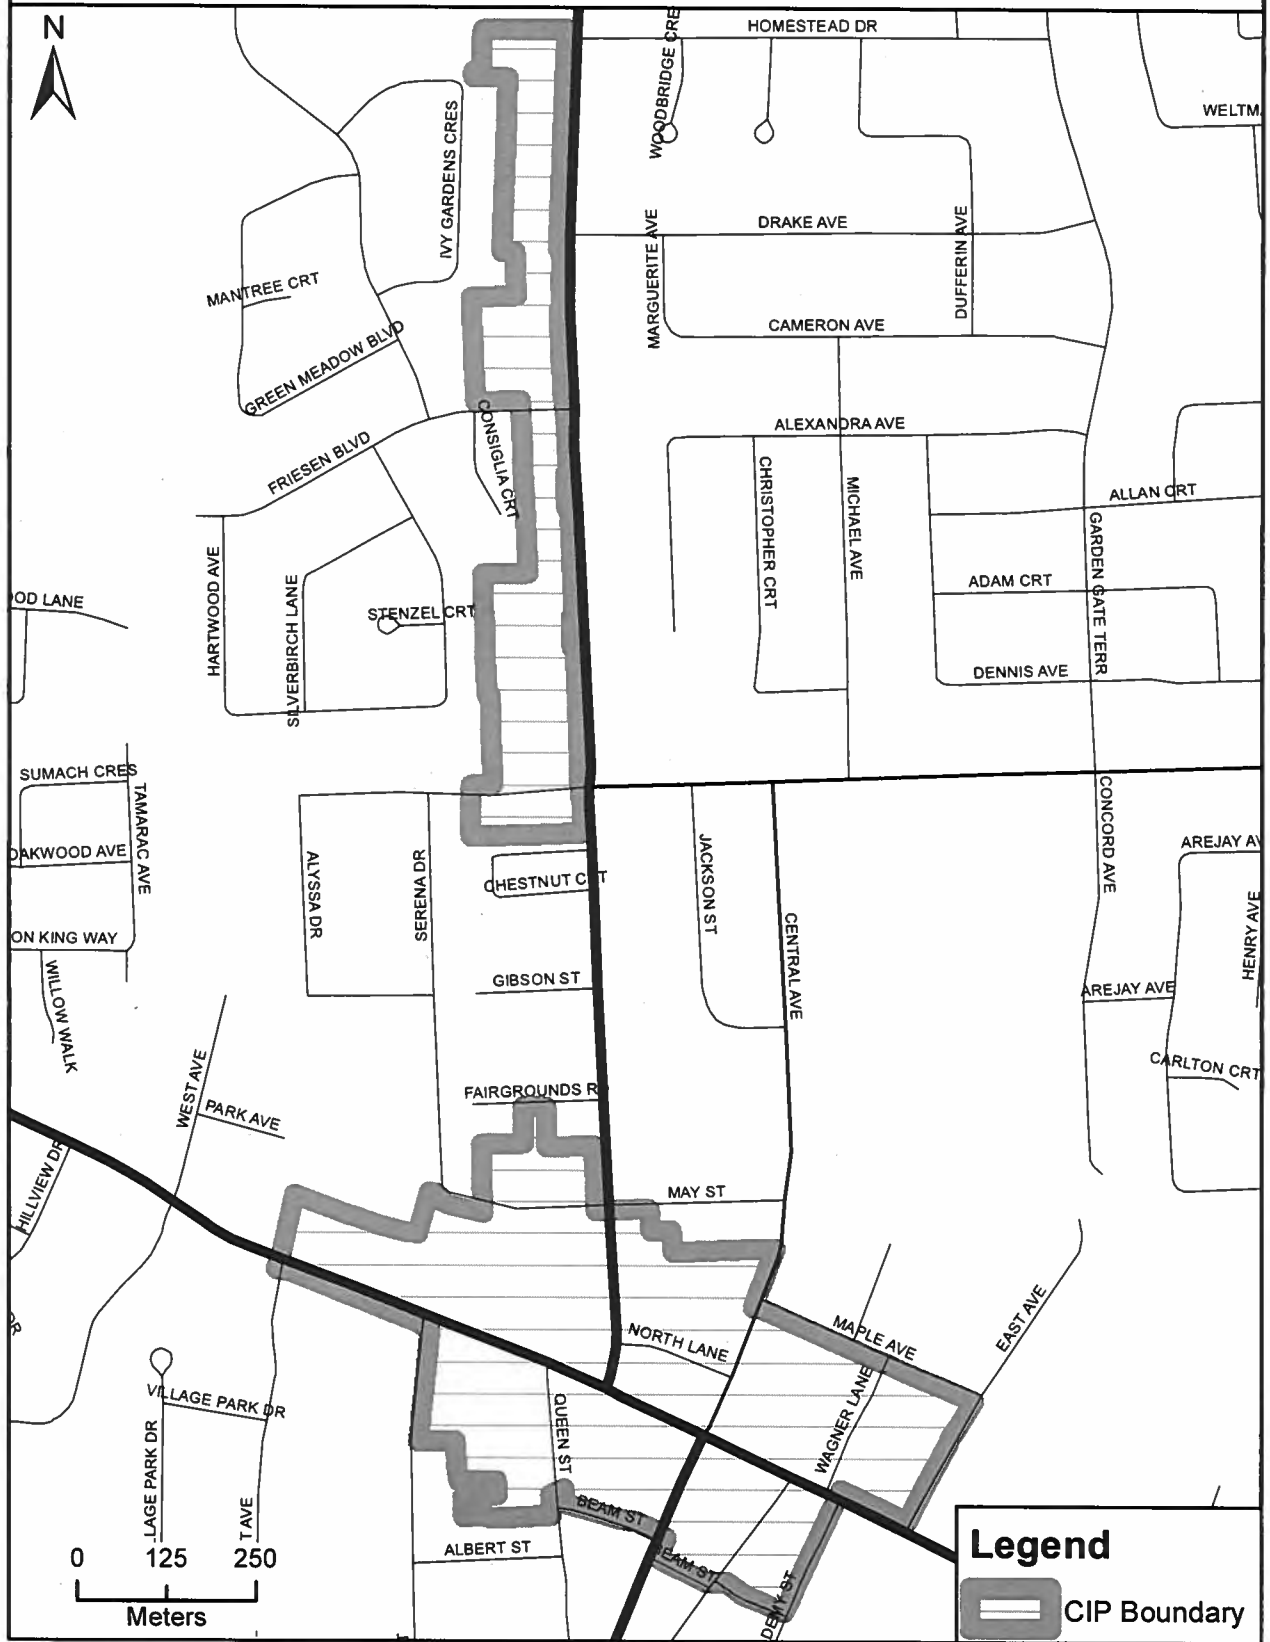 N
HOMESTEAD DR
WOODBRIDGE CRE
WELTM
IVY GARDENS CRES
MARGUERITE AVE
DRAKE AVE
DUFFERIN AVE
MANTREE CRT
CAMERON AVE
GREEN MEADOW BLVD
CONSIGLIA CRT
ALEXANDRA AVE
FRIESEN BLVD
CHRISTOPHER CRT
MICHAEL AVE
ALLAN CRT
GARDEN GATE TERR
HARTWOOD AVE
SILVERBIRCH LANE
STENZEL CRT
ADAM CRT
OD LANE
DENNIS AVE
SUMACH CRES
TAMARAC AVE
CONCORD AVE
OAKWOOD AVE
ALYSSA DR
SERENA DR
CHESTNUT CRT
JACKSON ST
AREJAY AV
CENTRAL AVE
HENRY AVE
ON KING WAY
WILLOW WALK
GIBSON ST
AREJAY AVE
WEST AVE
PARK AVE
FAIRGROUNDS R
CARLTON CRT
HILLVIEW DR
MAY ST
DR
NORTH LANE
MAPLE AVE
EAST AVE
VILLAGE PARK DR
LAGE PARK DR
QUEEN ST
WAGNER LANE
T AVE
BEAM ST
ALBERT ST
BEAM ST
DEMY ST
0 125 250
Meters
Legend
CIP Boundary